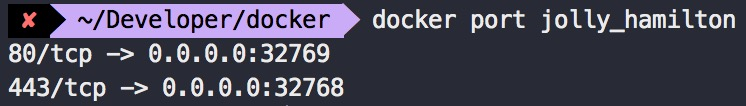 ✘ ~/Developer/docker docker port jolly_hamilton
80/tcp -> 0.0.0.0:32769
443/tcp -> 0.0.0.0:32768